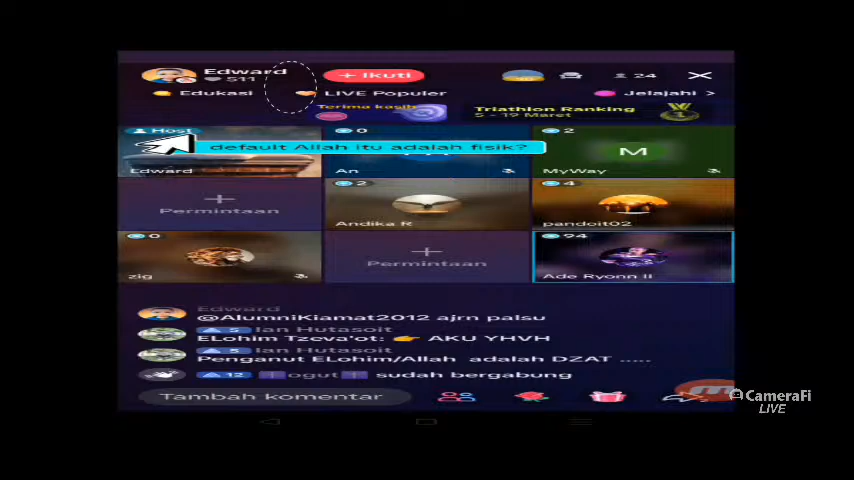 Edward
511
+ Ikuti
24
Edukasi
LIVE Populer
Jelajahi >
Terima kasih
Triathlon Ranking
5 - 19 Maret
Host
default Allah itu adalah fisik?
Edward
0
An
2
MyWay
M
Permintaan
2
Andika R
4
pandoit02
0
zig
Permintaan
94
Ade Ryonn II
Edward
@AlumniKiamat2012 ajrn palsu
5 Ian Hutasoit
ELohim Tzeva'ot: 👉 AKU YHVH
5 Ian Hutasoit
Penganut ELohim/Allah adalah DZAT .....
12 ogut sudah bergabung
Tambah komentar
CameraFi
LIVE